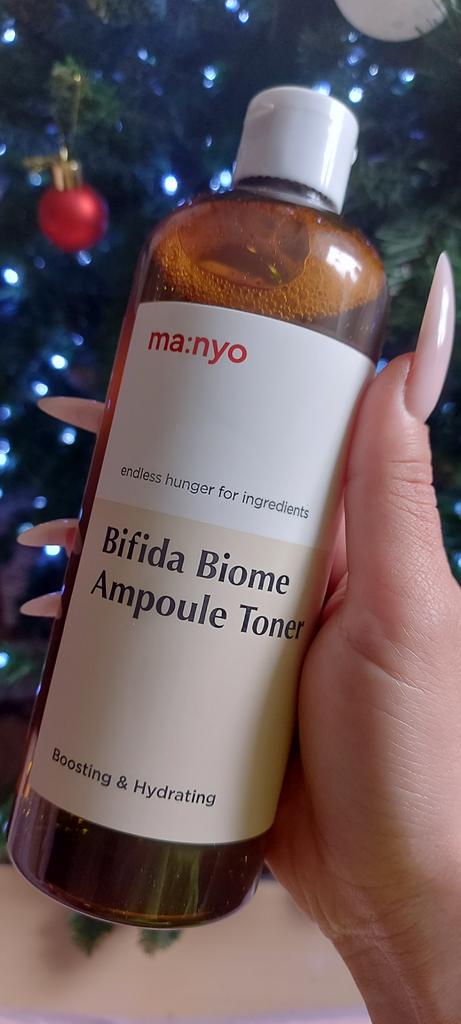 ma:nyo
endless hunger for ingredients
Bifida Biome
Ampoule Toner
Boosting & Hydrating